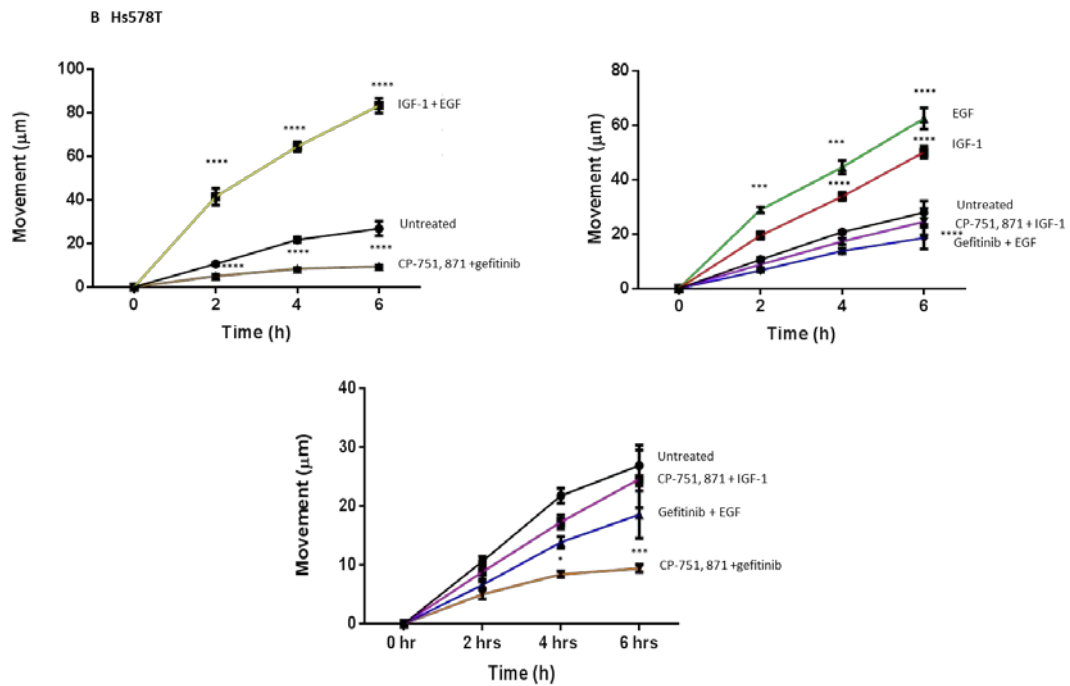 B Hs578T
Movement (µm)
100
80
60
40
20
0
0
2
4
6
Time (h)
****
****
****
IGF-1 + EGF
Untreated
*****
****
****
CP-751, 871 +gefitinib
Movement (µm)
80
60
40
20
0
0
2
4
6
Time (h)
***
***
****
****
****
EGF
IGF-1
Untreated
CP-751, 871 + IGF-1
Gefitinib + EGF
****
Movement (µm)
40
30
20
10
0
0 hr
2 hrs
4 hrs
6 hrs
Time (h)
Untreated
CP-751, 871 + IGF-1
Gefitinib + EGF
*
***
CP-751, 871 +gefitinib